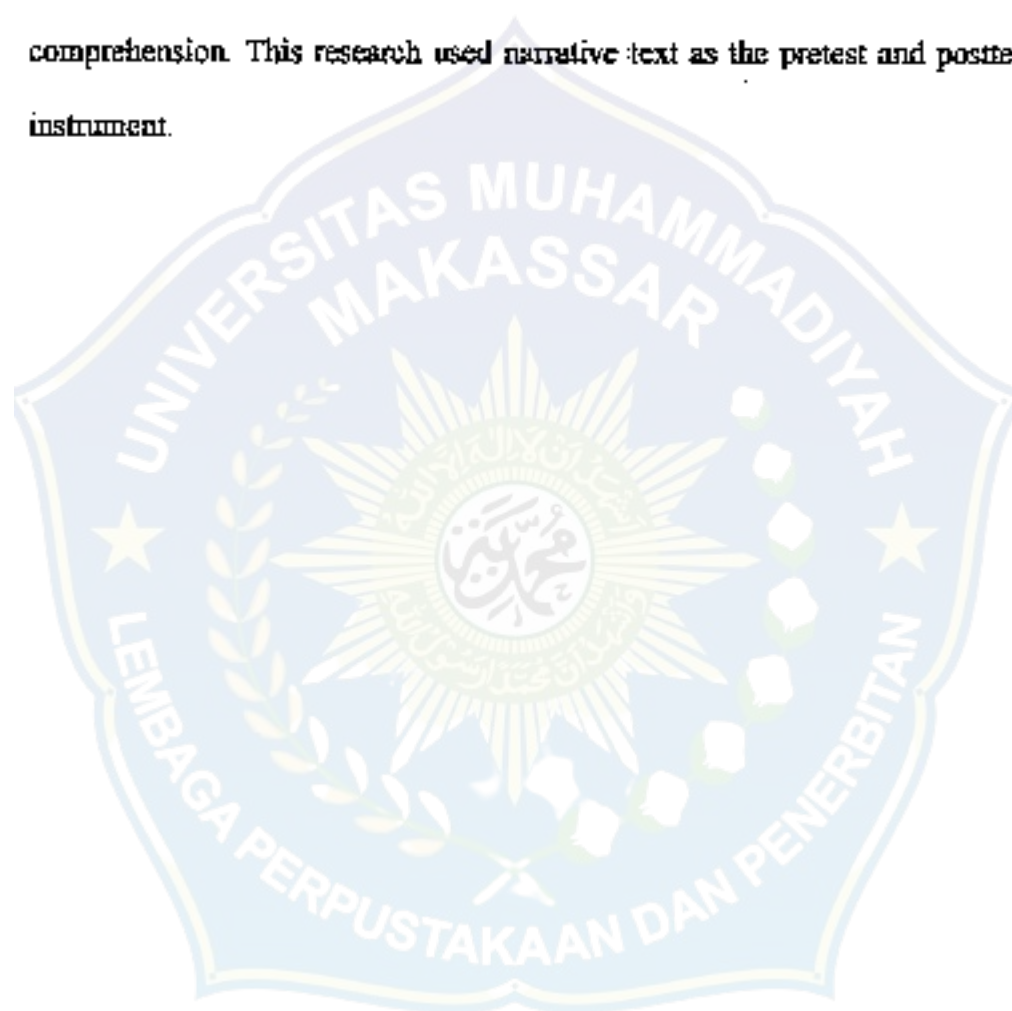 comprehension. This research used narrative text as the pretest and postte
instrument.
UNIVERSITAS MUHAMMADIYAH
MAKASSAR
LEMBAGA PERPUSTAKAAN DAN PENERBITAN